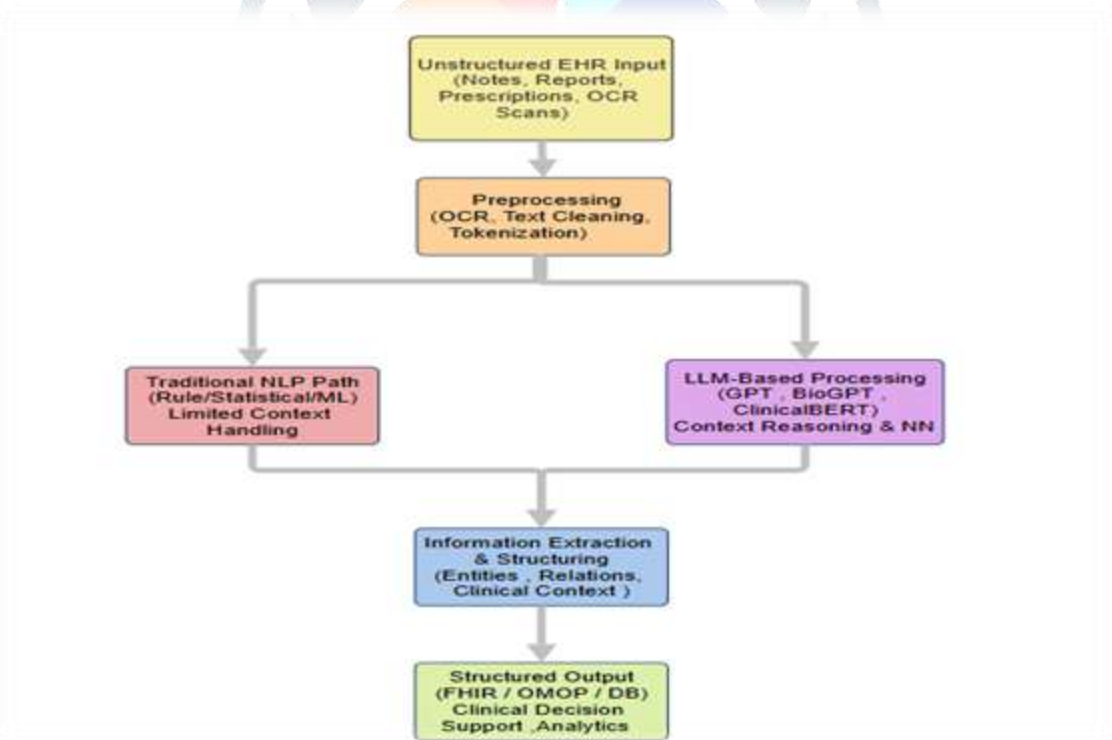 Unstructured EHR Input
(Notes, Reports,
Prescriptions, OCR
Scans)
Preprocessing
(OCR, Text Cleaning,
Tokenization)
Traditional NLP Path
(Rule/Statistical/ML)
Limited Context
Handling
LLM-Based Processing
(GPT , BioGPT ,
ClinicalBERT)
Context Reasoning & NN
Information Extraction
& Structuring
(Entities , Relations,
Clinical Context )
Structured Output
(FHIR / OMOP / DB)
Clinical Decision
Support ,Analytics